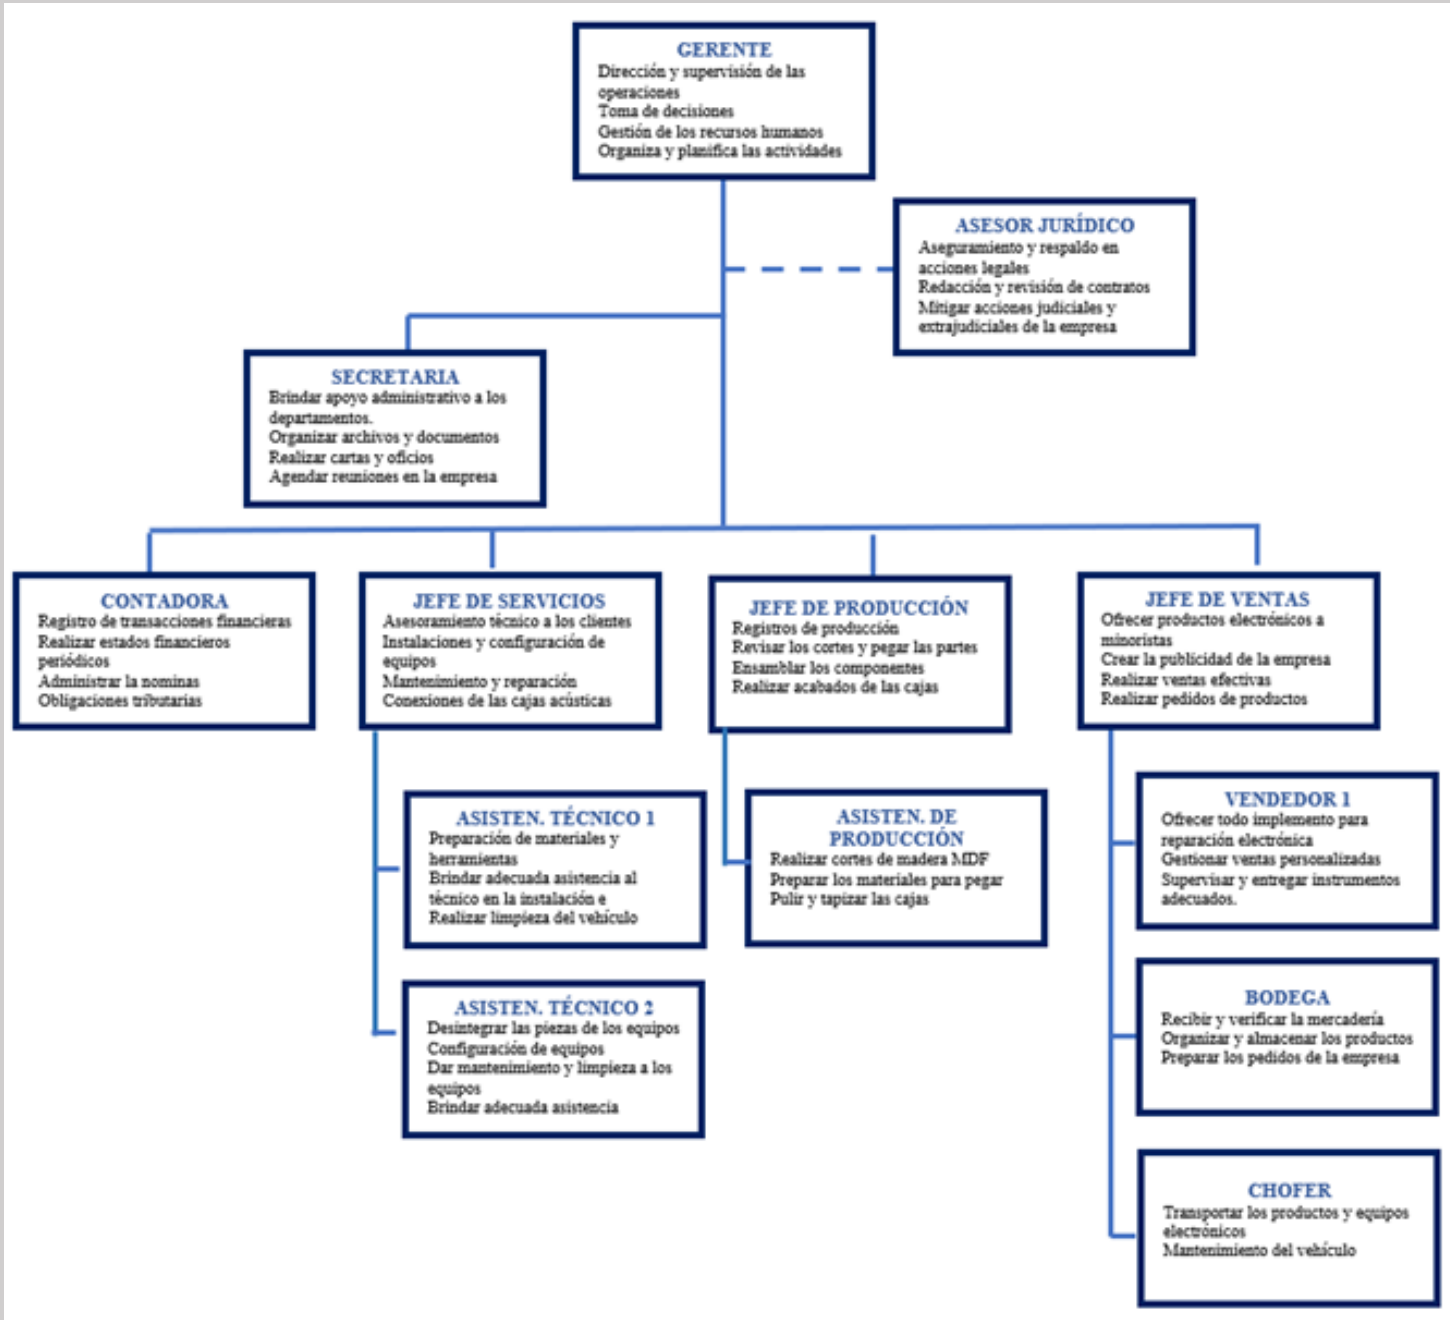 GERENTE
Dirección y supervisión de las
operaciones
Toma de decisiones
Gestión de los recursos humanos
Organiza y planifica las actividades
ASESOR JURÍDICO
Aseguramiento y respaldo en
acciones legales
Redacción y revisión de contratos
Mitigar acciones judiciales y
extrajudiciales de la empresa
SECRETARIA
Brindar apoyo administrativo a los
departamentos.
Organizar archivos y documentos
Realizar cartas y oficios
Agendar reuniones en la empresa
CONTADORA
Registro de transacciones financieras
Realizar estados financieros
periódicos
Administrar la nominas
Obligaciones tributarias
JEFE DE SERVICIOS
Asesoramiento técnico a los clientes
Instalaciones y configuración de
equipos
Mantenimiento y reparación
Conexiones de las cajas acústicas
JEFE DE PRODUCCIÓN
Registros de producción
Revisar los cortes y pegar las partes
Ensamblar los componentes
Realizar acabados de las cajas
JEFE DE VENTAS
Ofrecer productos electrónicos a
minoristas
Crear la publicidad de la empresa
Realizar ventas efectivas
Realizar pedidos de productos
ASISTEN. TÉCNICO 1
Preparación de materiales y
herramientas
Brindar adecuada asistencia al
técnico en la instalación e
Realizar limpieza del vehículo
ASISTEN. TÉCNICO 2
Desintegrar las piezas de los equipos
Configuración de equipos
Dar mantenimiento y limpieza a los
equipos
Brindar adecuada asistencia
ASISTEN. DE
PRODUCCIÓN
Realizar cortes de madera MDF
Preparar los materiales para pegar
Pulir y tapizar las cajas
VENDEDOR 1
Ofrecer todo implemento para
reparación electrónica
Gestionar ventas personalizadas
Supervisar y entregar instrumentos
adecuados.
BODEGA
Recibir y verificar la mercadería
Organizar y almacenar los productos
Preparar los pedidos de la empresa
CHOFER
Transportar los productos y equipos
electrónicos
Mantenimiento del vehículo